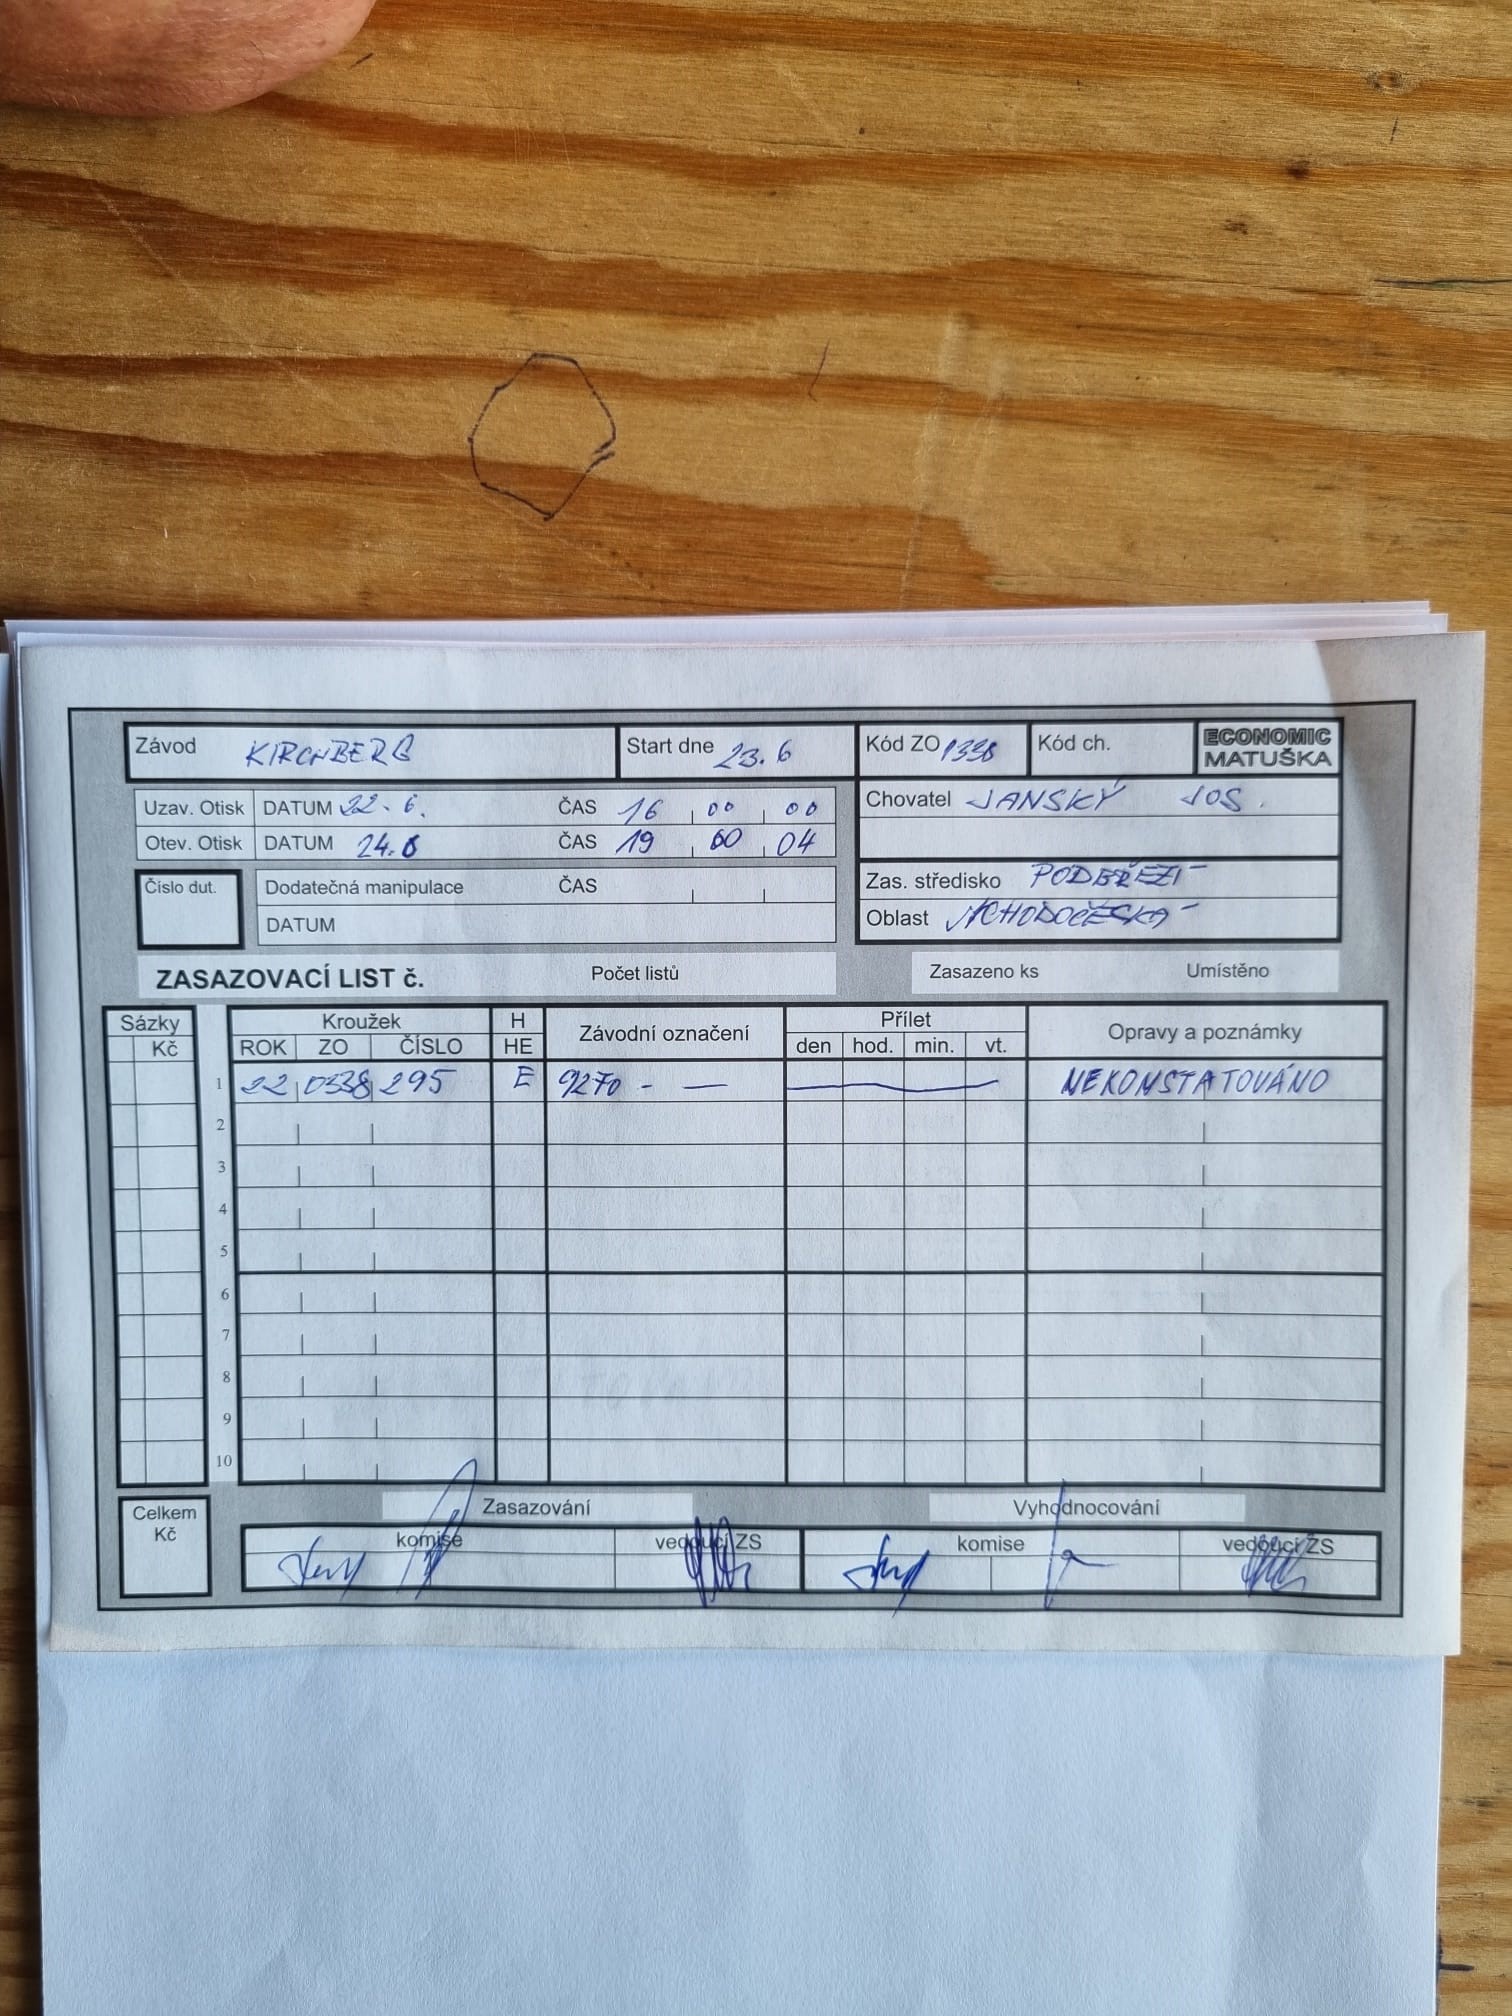 Závod KIRCHBERG Start dne 23.6 Kód ZO 1338 Kód ch. ECONOMIC
MATUŠKA
Uzav. Otisk DATUM 22.6. ČAS 16 00 00 Chovatel JANSKÝ JOS.
Otev. Otisk DATUM 24.6 ČAS 19 00 04
Číslo dut. Dodatečná manipulace ČAS Zas. středisko PODBŘEZÍ
DATUM Oblast VÝCHODOČESKÁ
ZASAZOVACÍ LIST č. Počet listů Zasazeno ks Umístěno
Sázky Kroužek H Závodní označení Přílet Opravy a poznámky
Kč ROK ZO ČÍSLO HE den hod. min. vt.
1 22 0338 295 E 9270 - — NEKONSTATOVÁNO
2
3
4
5
6
7
8
9
10
Celkem Kč Zasazování Vyhodnocování
komise vedoucí ZS komise vedoucí ZS